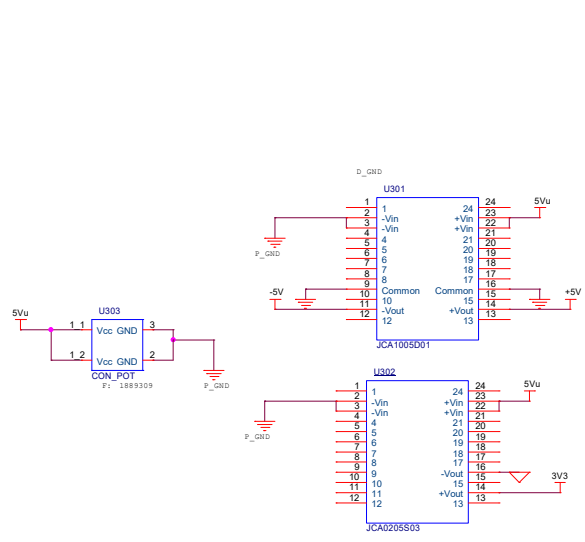 D_GND
U301
1 1 24 24 5Vu
2 -Vin +Vin 23
3 -Vin +Vin 22
4 4 21 21
5 5 20 20
6 6 19 19
7 7 18 18
8 8 17 17
9 Common Common 16
-5V 10 10 15 15 +5V
11 -Vout +Vout 14
12 12 13 13
P_GND
JCA1005D01
5Vu
U303
1_1 Vcc GND 3
1_2 Vcc GND 2
CON_POT
F: 1889309
P_GND
U302
1 1 24 24 5Vu
2 -Vin +Vin 23
3 -Vin +Vin 22
4 4 21 21
5 5 20 20
6 6 19 19
7 7 18 18
8 8 17 17
9 9 -Vout 16
10 10 15 15 3V3
11 11 +Vout 14
12 12 13 13
P_GND
JCA0205S03